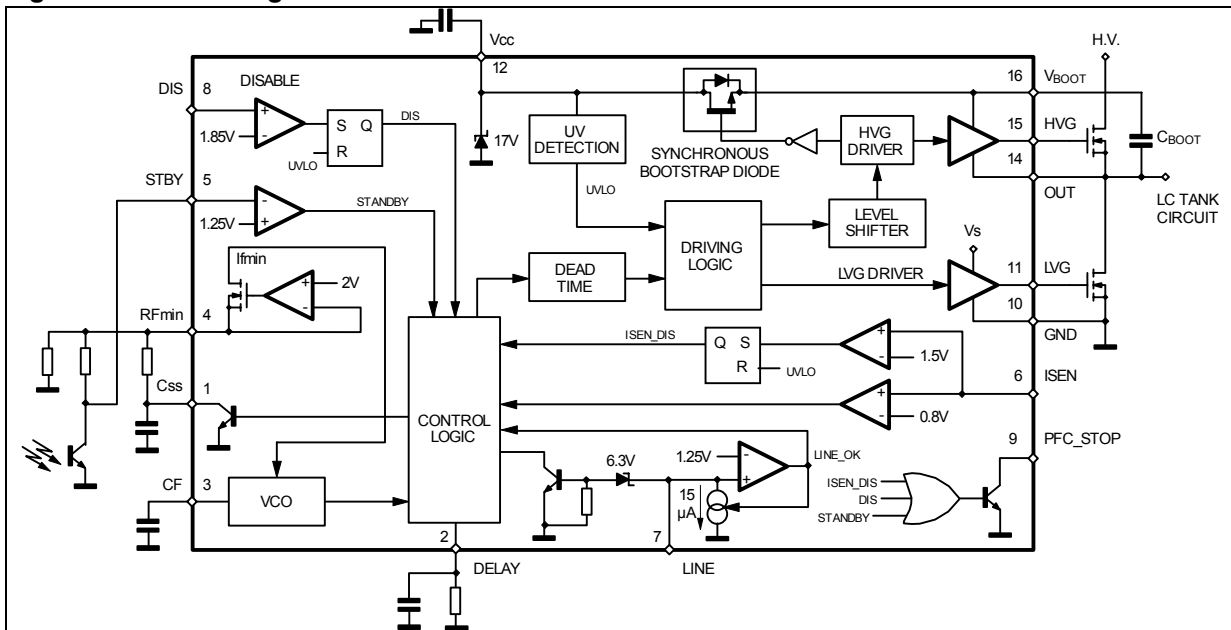 Vcc
12
H.V.
DIS
8
DISABLE
16
VBOOT
1.85V
+
-
S Q
R
DIS
UVLO
17V
UV
DETECTION
SYNCHRONOUS
BOOTSTRAP DIODE
HVG
DRIVER
15
HVG
CBOOT
14
OUT
LC TANK
CIRCUIT
STBY
5
-
1.25V
+
STANDBY
UVLO
DRIVING
LOGIC
LEVEL
SHIFTER
Vs
Ifmin
+
2V
-
DEAD
TIME
LVG DRIVER
11
LVG
RFmin
4
10
GND
ISEN_DIS
Q S
R
UVLO
+
-
1.5V
6
ISEN
Css
1
CONTROL
LOGIC
+
-
0.8V
9
PFC_STOP
6.3V
1.25V
-
+
LINE_OK
ISEN_DIS
DIS
STANDBY
CF
3
VCO
15
µA
2
DELAY
7
LINE